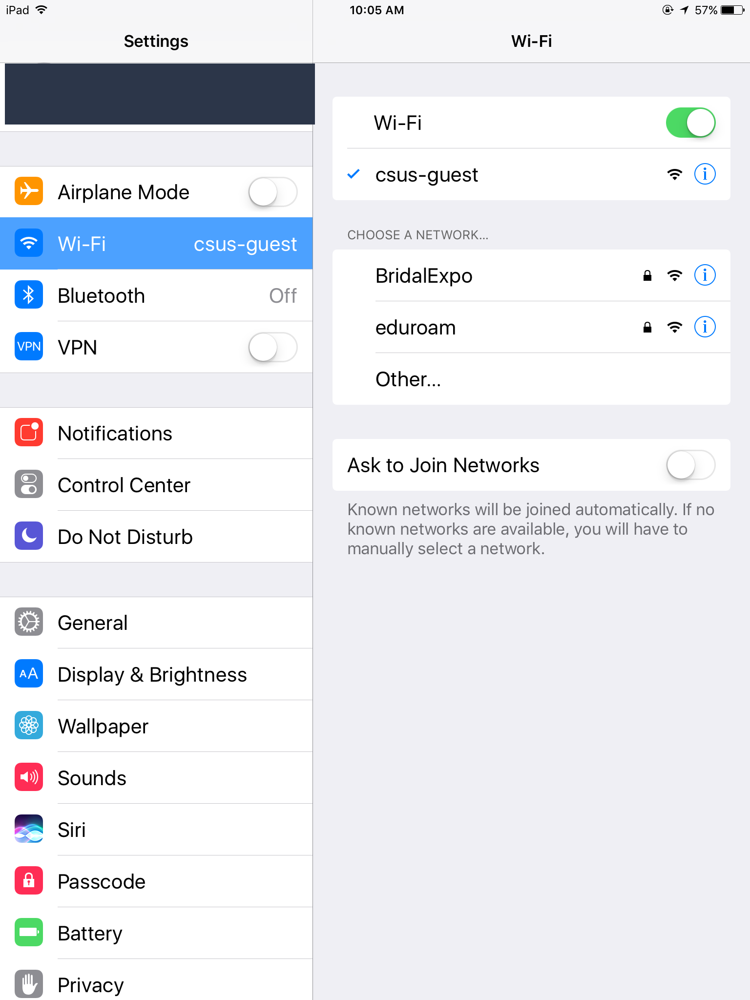 iPad
10:05 AM
57%
Settings
Wi-Fi
Airplane Mode
Wi-Fi csus-guest
Bluetooth Off
VPN VPN
Notifications
Control Center
Do Not Disturb
General
AA Display & Brightness
Wallpaper
Sounds
Siri
Passcode
Battery
Privacy
Wi-Fi
csus-guest
CHOOSE A NETWORK...
BridalExpo
eduroam
Other...
Ask to Join Networks
Known networks will be joined automatically. If no
known networks are available, you will have to
manually select a network.